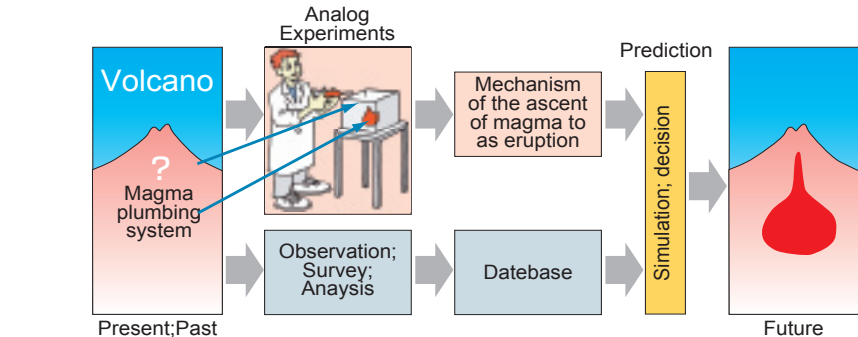 Analog
Experiments
Prediction
Volcano
?
Magma
plumbing
system
Mechanism
of the ascent
of magma to
as eruption
Simulation; decision
Observation;
Survey;
Anaysis
Datebase
Present;Past
Future